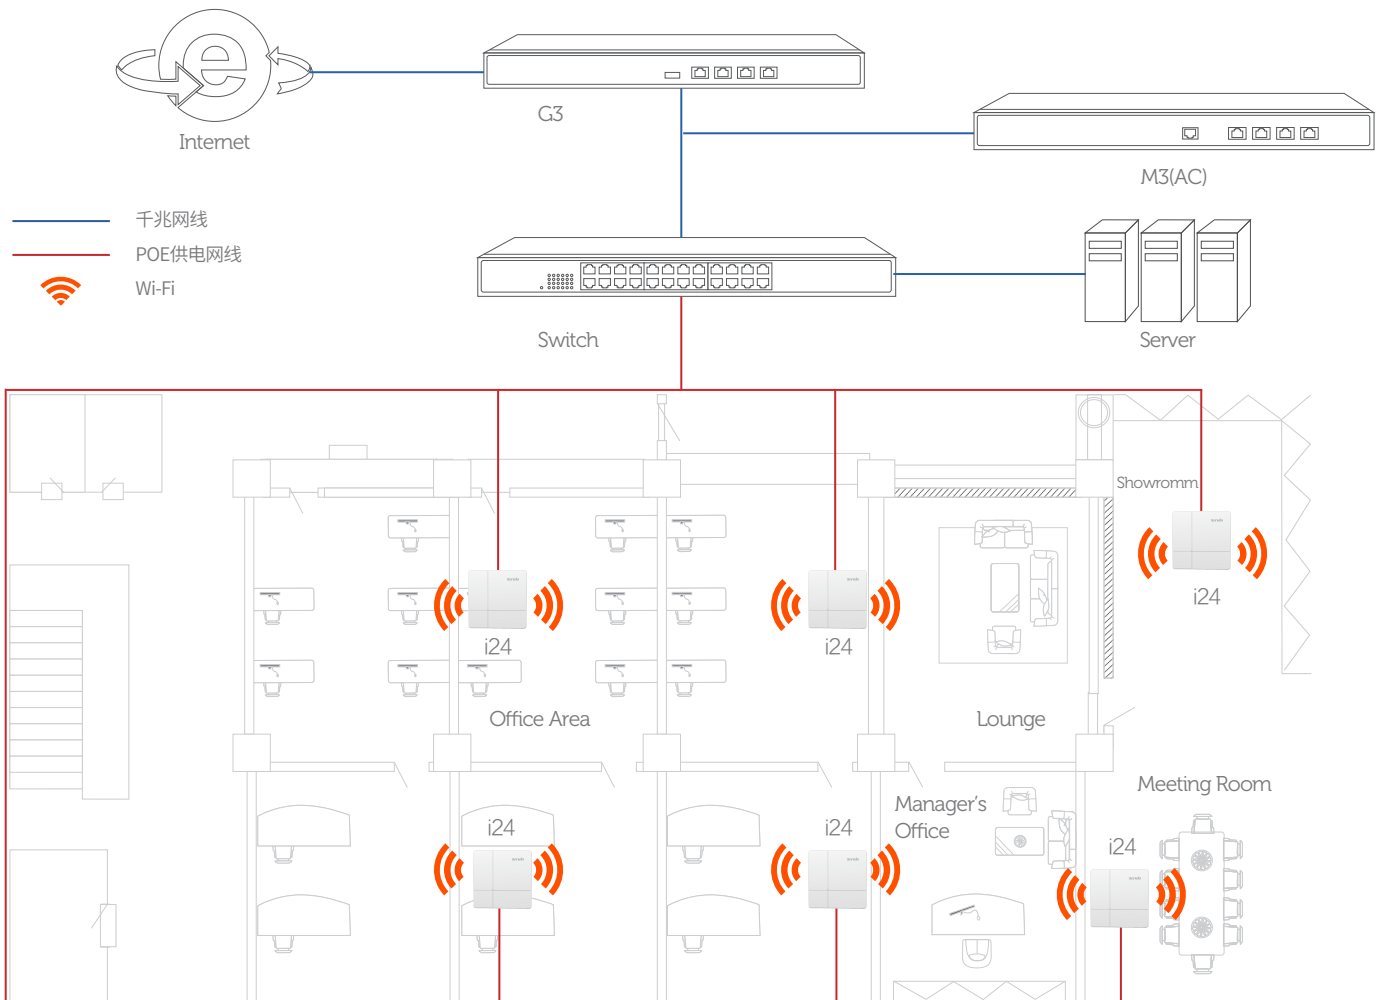 Internet
G3
M3(AC)
千兆网线
POE供电网线
Wi-Fi
Switch
Server
Showromm
i24
i24
i24
Office Area
Lounge
Meeting Room
Manager's
Office
i24
i24
i24